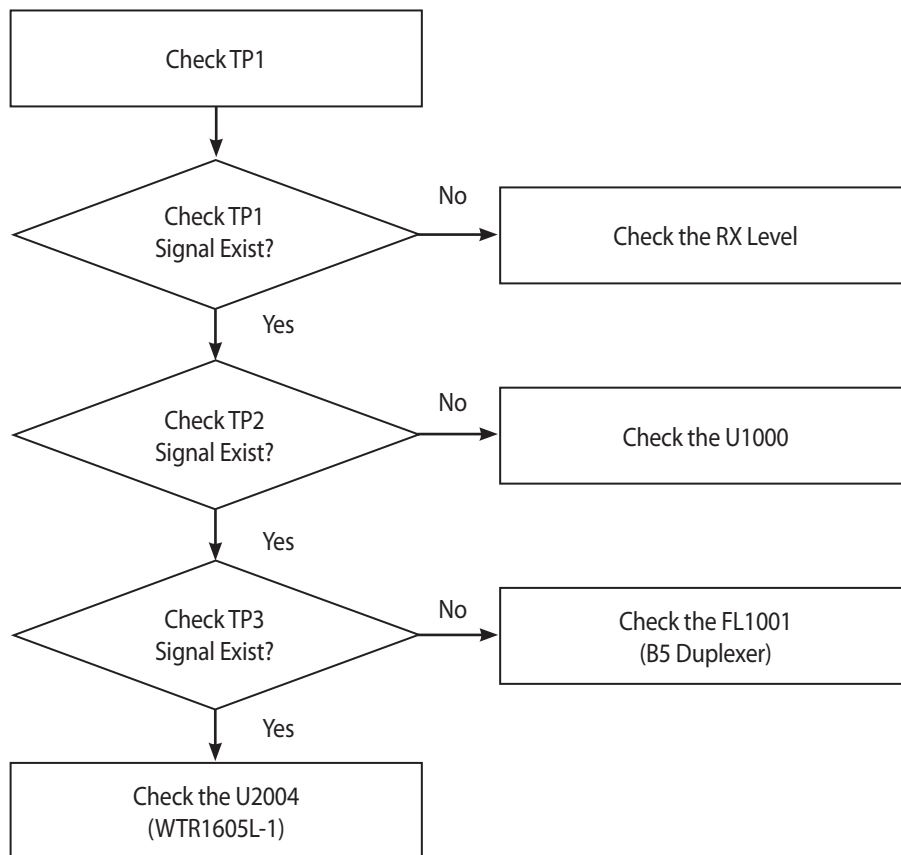 Check TP1
Check TP1
Signal Exist?
No
Check the RX Level
Yes
Check TP2
Signal Exist?
No
Check the U1000
Yes
Check TP3
Signal Exist?
No
Check the FL1001
(B5 Duplexer)
Yes
Check the U2004
(WTR1605L-1)